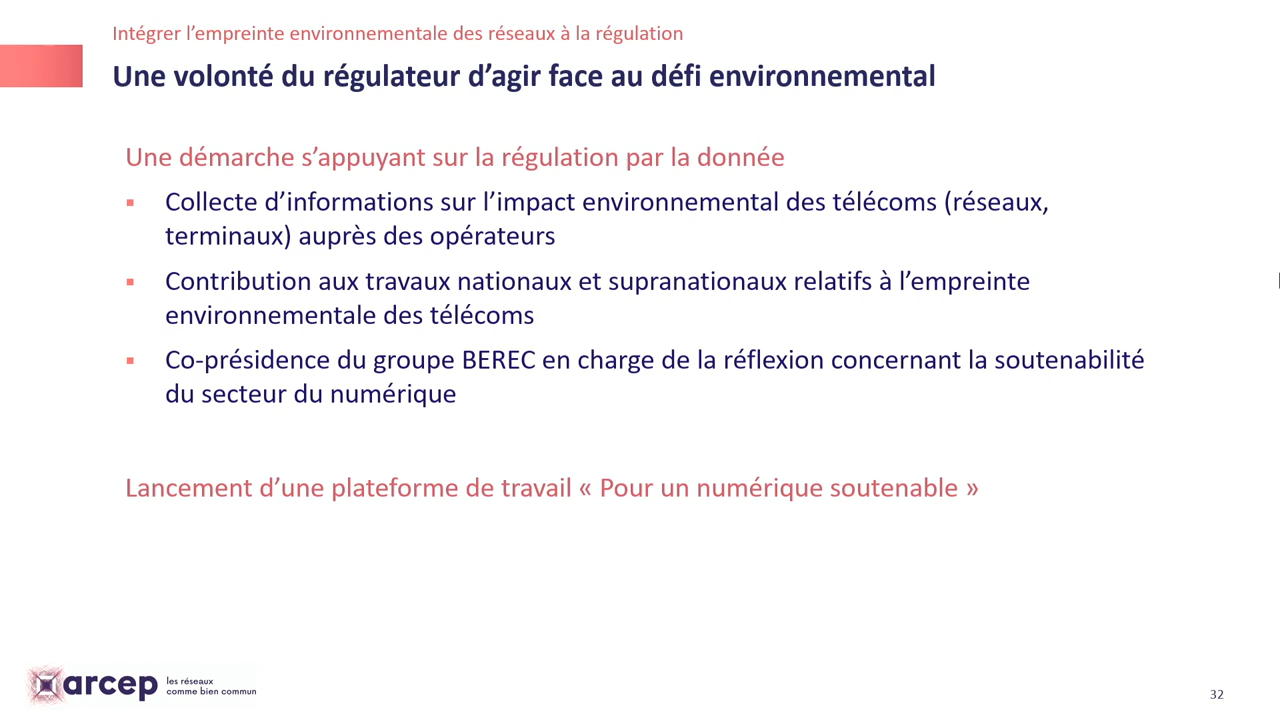 Intégrer l’empreinte environnementale des réseaux à la régulation
Une volonté du régulateur d’agir face au défi environnemental
Une démarche s’appuyant sur la régulation par la donnée
▪ Collecte d’informations sur l’impact environnemental des télécoms (réseaux,
terminaux) auprès des opérateurs
▪ Contribution aux travaux nationaux et supranationaux relatifs à l’empreinte
environnementale des télécoms
▪ Co-présidence du groupe BEREC en charge de la réflexion concernant la soutenabilité
du secteur du numérique
Lancement d’une plateforme de travail « Pour un numérique soutenable »
arcep
les réseaux
comme bien commun
32